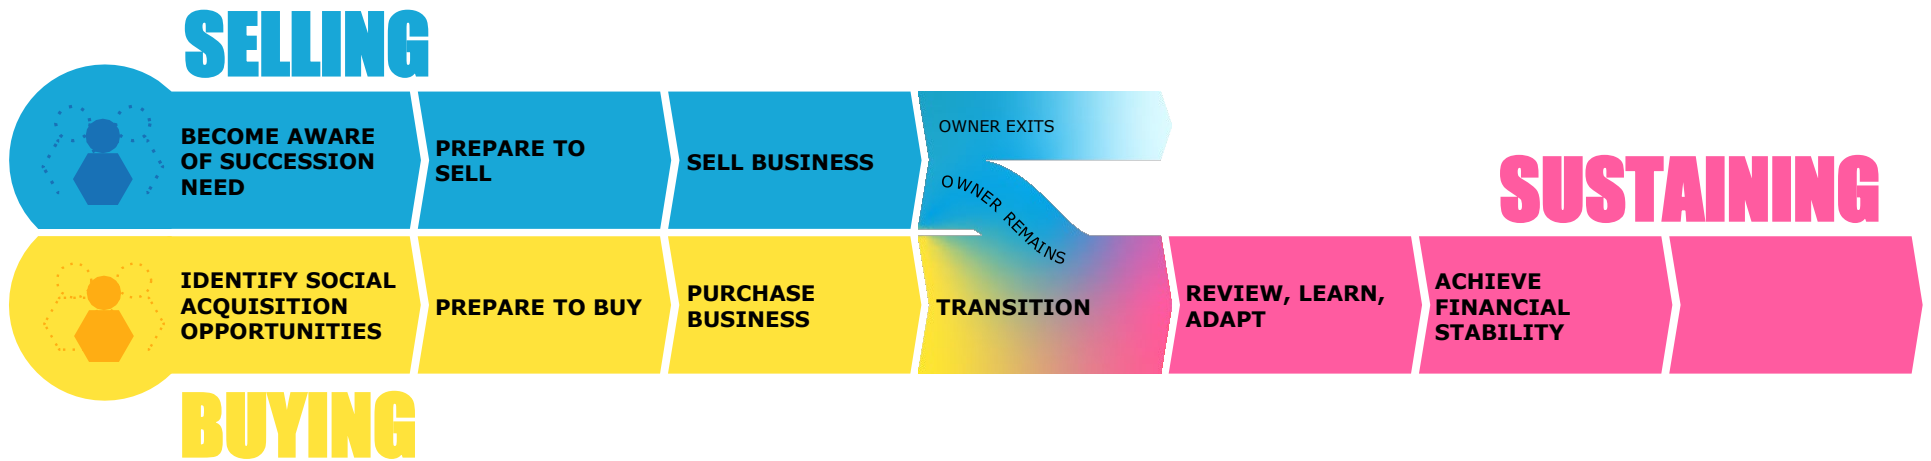 SELLING
BECOME AWARE
OF SUCCESSION
NEED
PREPARE TO
SELL
SELL BUSINESS
OWNER EXITS
OWNER REMAINS
SUSTAINING
IDENTIFY SOCIAL
ACQUISITION
OPPORTUNITIES
PREPARE TO BUY
PURCHASE
BUSINESS
TRANSITION
REVIEW, LEARN,
ADAPT
ACHIEVE
FINANCIAL
STABILITY
BUYING